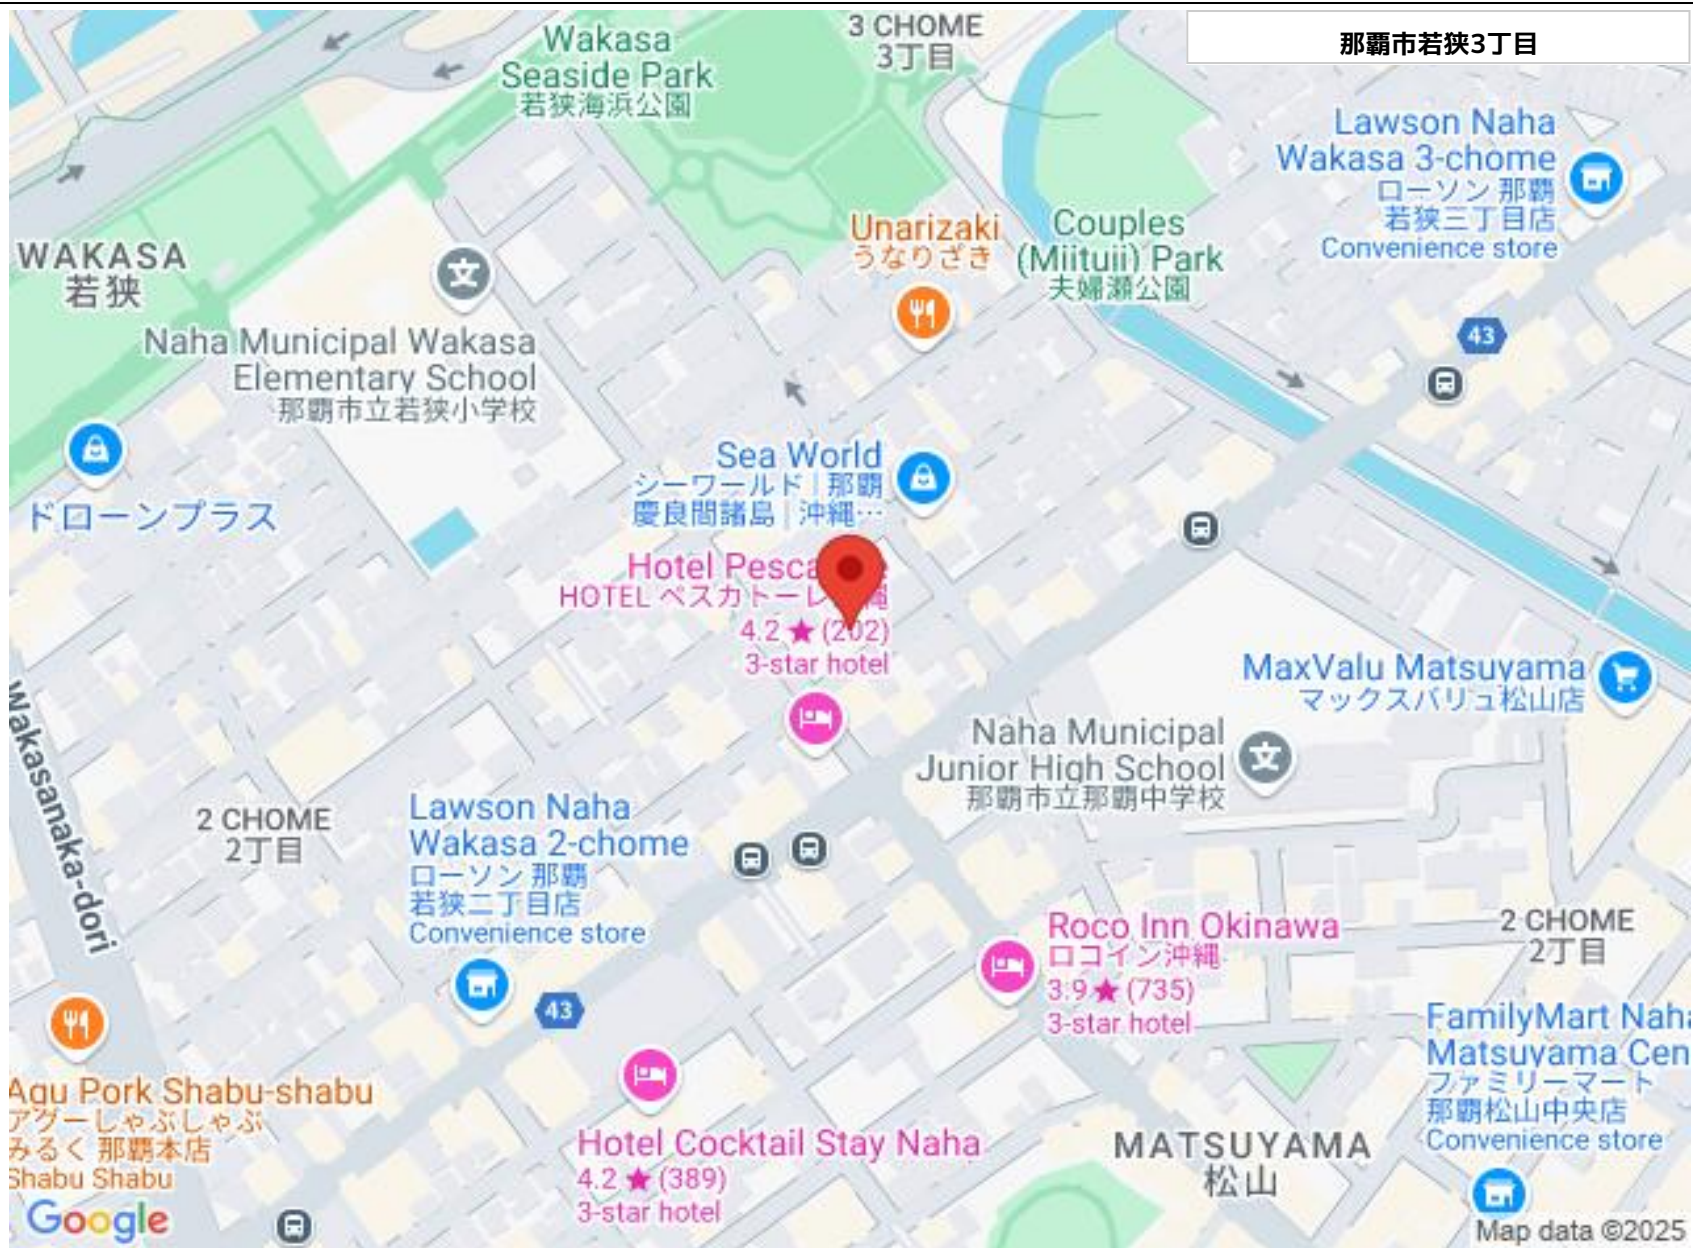 那覇市若狭3丁目
3 CHOME
3丁目
Wakasa
Seaside Park
若狭海浜公園
Lawson Naha
Wakasa 3-chome
ローソン 那覇
若狭三丁目店
Convenience store
Unarizaki
うなりざき
Couples
(Miituii) Park
夫婦瀬公園
WAKASA
若狭
文
43
Naha Municipal Wakasa
Elementary School
那覇市立若狭小学校
Sea World
シーワールド | 那覇
慶良間諸島 | 沖縄…
ドローンプラス
Hotel Pesca
HOTEL ペスカトーレ
4.2 ★ (202)
3-star hotel
MaxValu Matsuyama
マックスバリュ松山店
Naha Municipal
Junior High School
那覇市立那覇中学校
文
Wakasanaka-dori
2 CHOME
2丁目
Lawson Naha
Wakasa 2-chome
ローソン 那覇
若狭二丁目店
Convenience store
43
Roco Inn Okinawa
ロコイン沖縄
3.9 ★ (735)
3-star hotel
2 CHOME
2丁目
FamilyMart Naha
Matsuyama Cen
ファミリーマート
那覇松山中央店
Convenience store
Agu Pork Shabu-shabu
アグーしゃぶしゃぶ
みるく 那覇本店
Shabu Shabu
Hotel Cocktail Stay Naha
4.2 ★ (389)
3-star hotel
MATSUYAMA
松山
Google
Map data ©2025